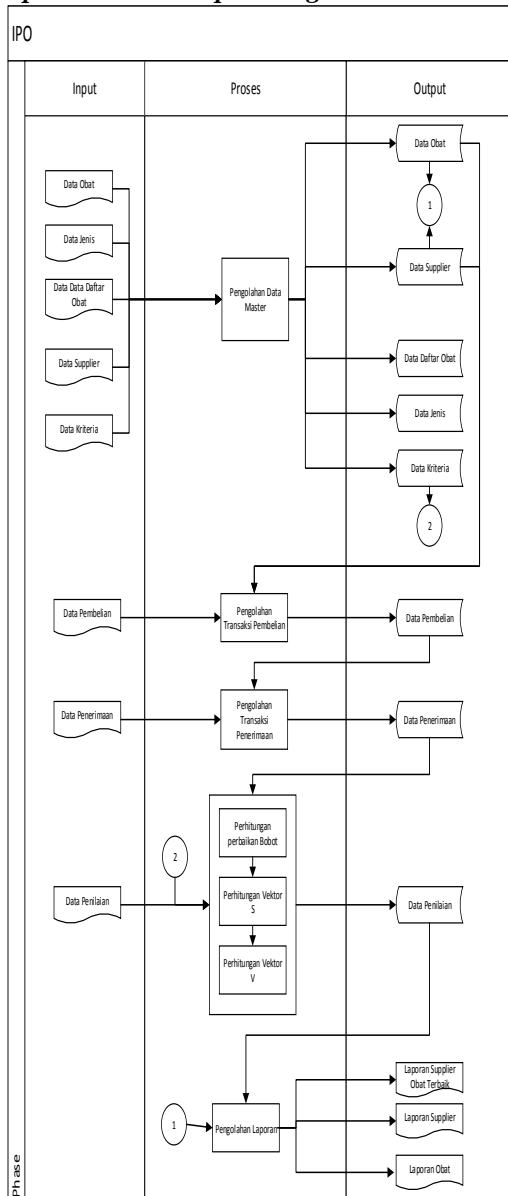 IPO
Input
Proses
Output
Data Obat
Data Jenis
Data Data Daftar
Obat
Data Supplier
Data Kriteria
Pengolahan Data
Master
Data Obat
1
Data Supplier
Data Daftar Obat
Data Jenis
Data Kriteria
2
Data Pembelian
Pengolahan
Transaksi Pembelian
Data Pembelian
Data Penerimaan
Pengolahan
Transaksi
Penerimaan
Data Penerimaan
2
Data Penilaian
Perhitungan
perbaikan Bobot
Perhitungan Vektor
S
Perhitungan Vektor
V
Data Penilaian
1
Pengolahan Laporan
Laporan Supplier
Obat Terbaik
Laporan Supplier
Laporan Obat
Phase